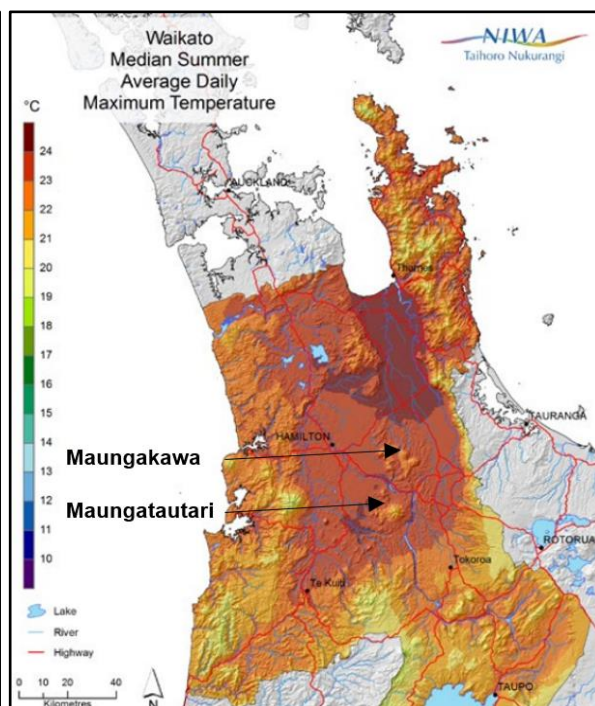 Waikato
Median Summer
Average Daily
Maximum Temperature
NIWA
Taihoro Nukurangi
°C
24
23
22
21
20
19
18
17
16
15
14
13
12
11
10
AUCKLAND
Thames
TAURANGA
HAMILTON
Maungakawa
Maungatautari
ROTORUA
Tokoroa
Te Kuiti
TAUPO
Lake
River
Highway
0 20 40
Kilometres
N